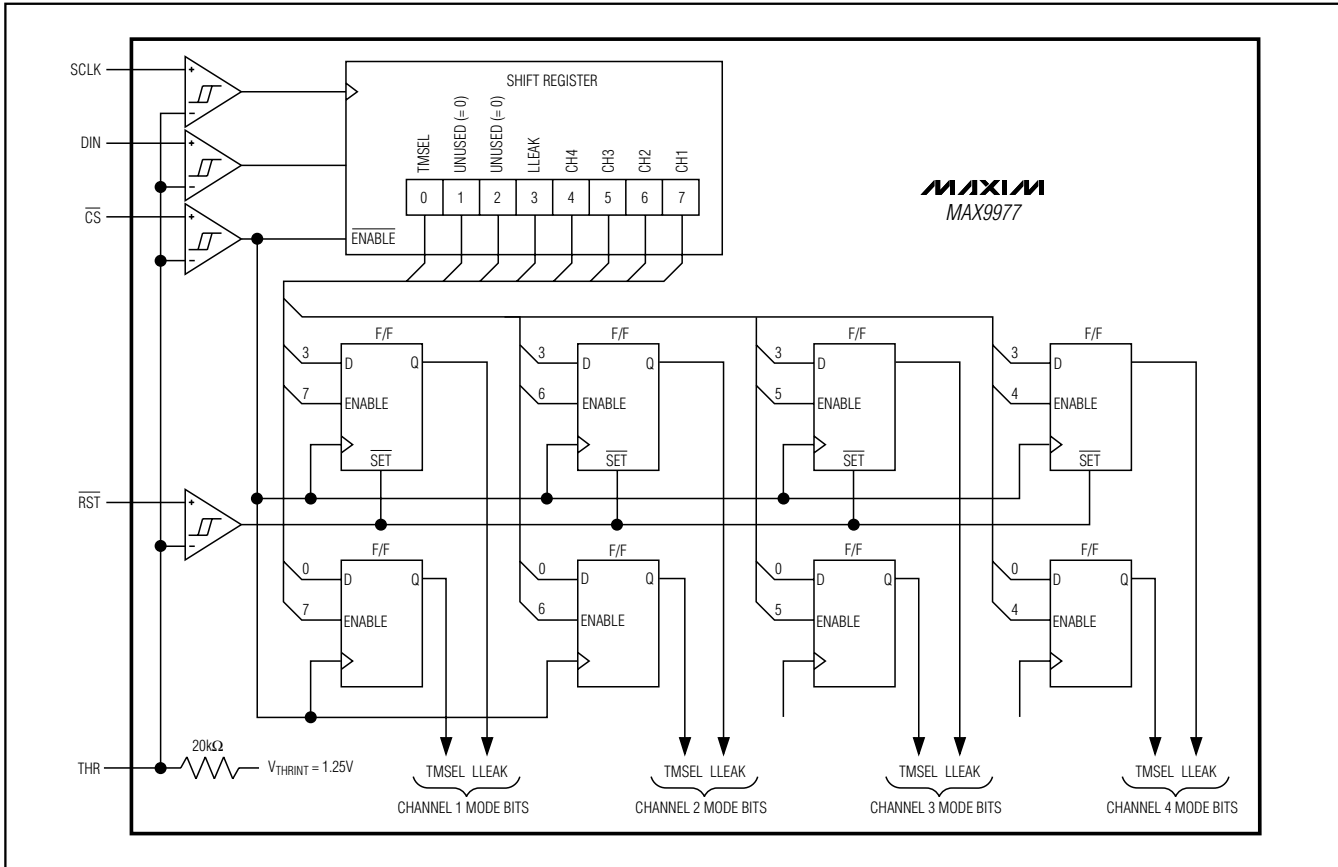 SCLK
DIN
CS
SHIFT REGISTER
TMSEL
UNUSED (= 0)
UNUSED (= 0)
LLEAK
CH4
CH3
CH2
CH1
0 1 2 3 4 5 6 7
ENABLE
MAXIM
MAX9977
F/F F/F F/F F/F
3 D Q 3 D Q 3 D 3 D
7 ENABLE 6 ENABLE 5 ENABLE 4 ENABLE
SET SET SET SET
RST
F/F F/F F/F F/F
0 D Q 0 D Q 0 D Q 0 D Q
7 ENABLE 6 ENABLE 5 ENABLE 4 ENABLE
THR
20kΩ
VTHRINT = 1.25V
TMSEL LLEAK TMSEL LLEAK TMSEL LLEAK TMSEL LLEAK
CHANNEL 1 MODE BITS CHANNEL 2 MODE BITS CHANNEL 3 MODE BITS CHANNEL 4 MODE BITS